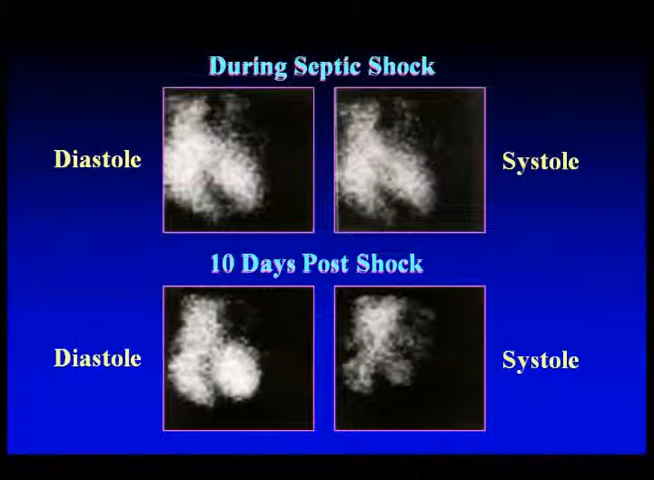 During Septic Shock
Diastole
Systole
10 Days Post Shock
Diastole
Systole